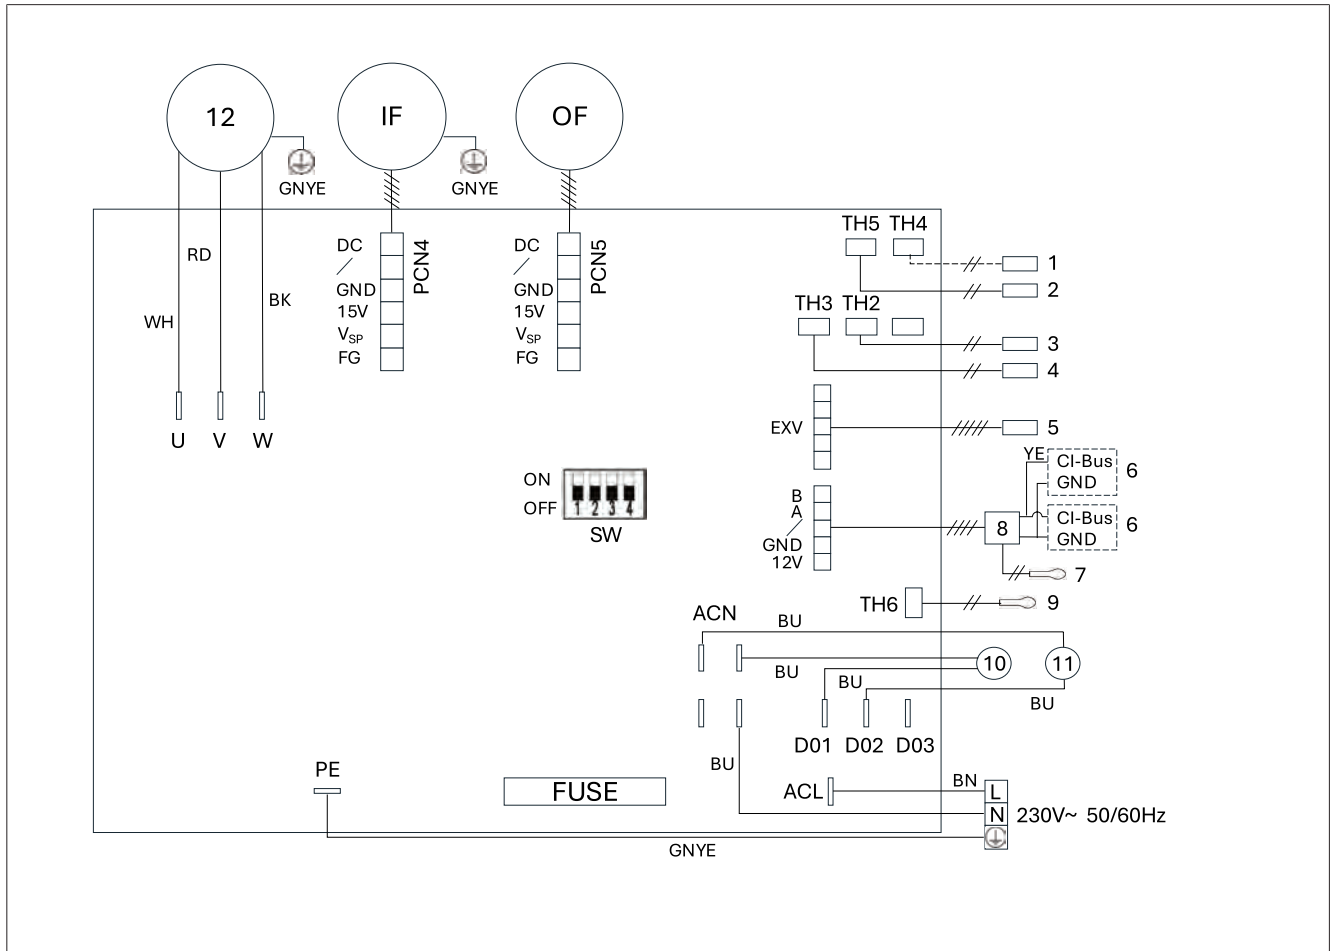 12
IF
OF
GNYE
GNYE
RD
WH
BK
U V W
DC
/
GND
15V
VSP
FG
PCN4
DC
/
GND
15V
VSP
FG
PCN5
TH5 TH4
1
2
TH3 TH2
3
4
EXV
5
ON
OFF
1 2 3 4
SW
B
A
/
GND
12V
8
YE
CI-Bus
GND
6
CI-Bus
GND
6
7
TH6
9
ACN
BU
BU
10
11
BU
BU
D01 D02 D03
BU
PE
FUSE
ACL
BN
L
N
230V~ 50/60Hz
GNYE